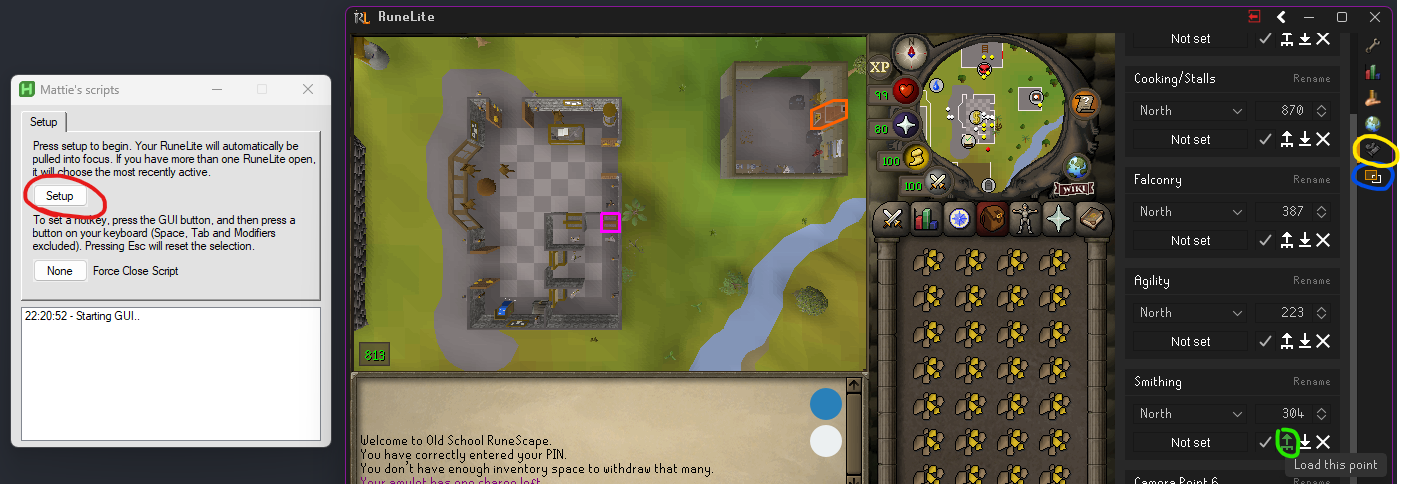 RuneLite
Mattie's scripts
Setup
Press setup to begin. Your RuneLite will automatically be
pulled into focus. If you have more than one RuneLite open,
it will choose the most recently active.
Setup
To set a hotkey, press the GUI button, and then press a
button on your keyboard (Space, Tab and Modifiers
excluded). Pressing Esc will reset the selection.
None Force Close Script
22:20:52 - Starting GUI..
813
Welcome to Old School RuneScape.
You have correctly entered your PIN.
You don't have enough inventory space to withdraw that many.
Your amulet has one charge left.
XP
N
99
80
100
100
WIKI
Not set
Cooking/Stalls Rename
North 870
Not set
Falconry Rename
North 387
Not set
Agility Rename
North 223
Not set
Smithing Rename
North 304
Not set
Load this point
Camera Point 6